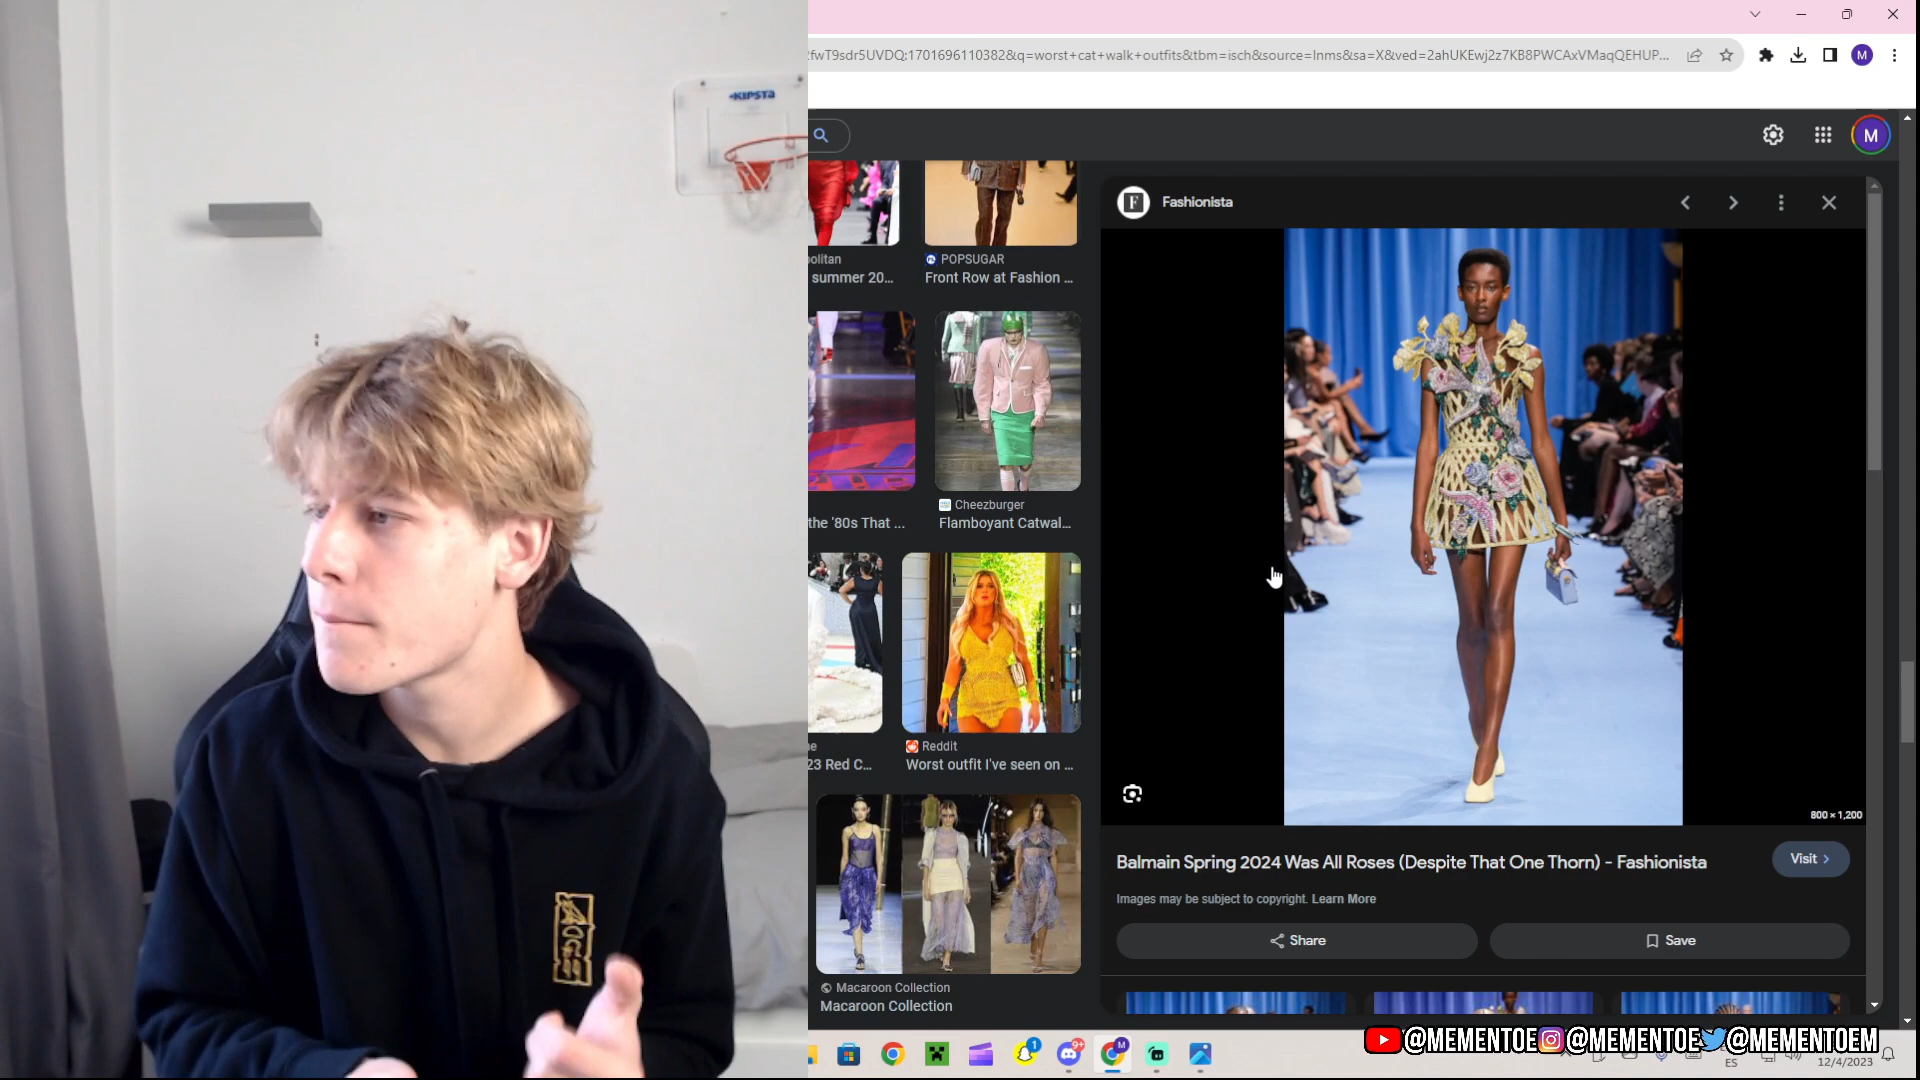 fwT9sdr5UVDQ:1701696110382&q=worst+cat+walk+outfits&tbm=isch&source=lnms&sa=X&ved=2ahUKEwj2z7KB8PWCAxVMaqQEHUP...
M
KIPSTA
M
F Fashionista
politan
summer 20...
POPSUGAR
Front Row at Fashion ...
the '80s That ...
Cheezburger
Flamboyant Catwal...
23 Red C...
Reddit
Worst outfit I've seen on ...
800 × 1,200
Balmain Spring 2024 Was All Roses (Despite That One Thorn) - Fashionista
Visit
Images may be subject to copyright. Learn More
Share
Save
Macaroon Collection
Macaroon Collection
@MEMENTOE @MEMENTOE @MEMENTOEM
1
9+
M
ES
12/4/2023